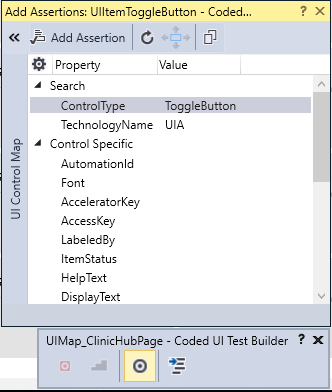 Add Assertions: UIItemToggleButton - Coded...
Add Assertion
Property Value
Search
ControlType ToggleButton
TechnologyName UIA
Control Specific
AutomationId
Font
AcceleratorKey
AccessKey
LabeledBy
ItemStatus
HelpText
DisplayText
UI Control Map
UIMap_ClinicHubPage - Coded UI Test Builder ?